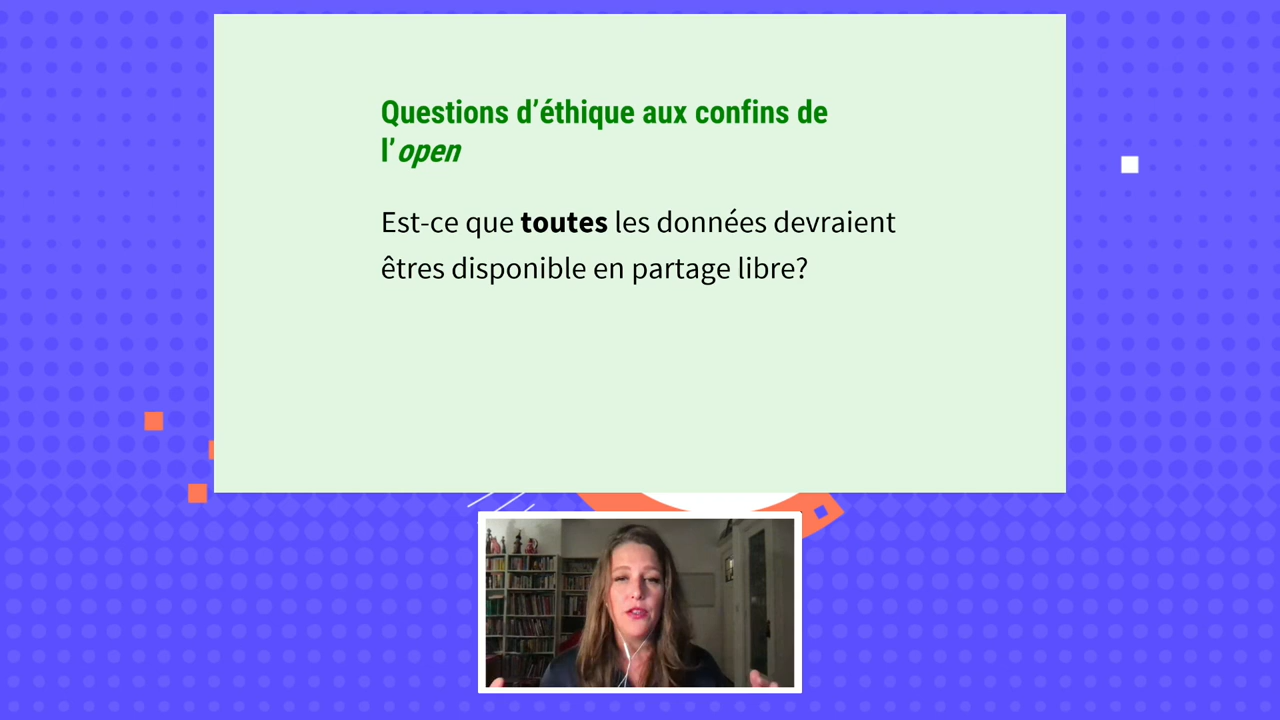 Questions d’éthique aux confins de
l’open
Est-ce que toutes les données devraient
êtres disponible en partage libre?